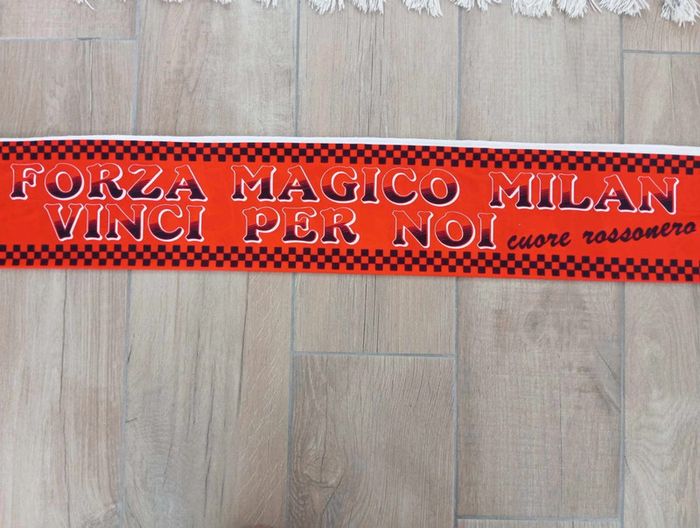 FORZA MAGICO MILAN
VINCI PER NOI cuore rossonero